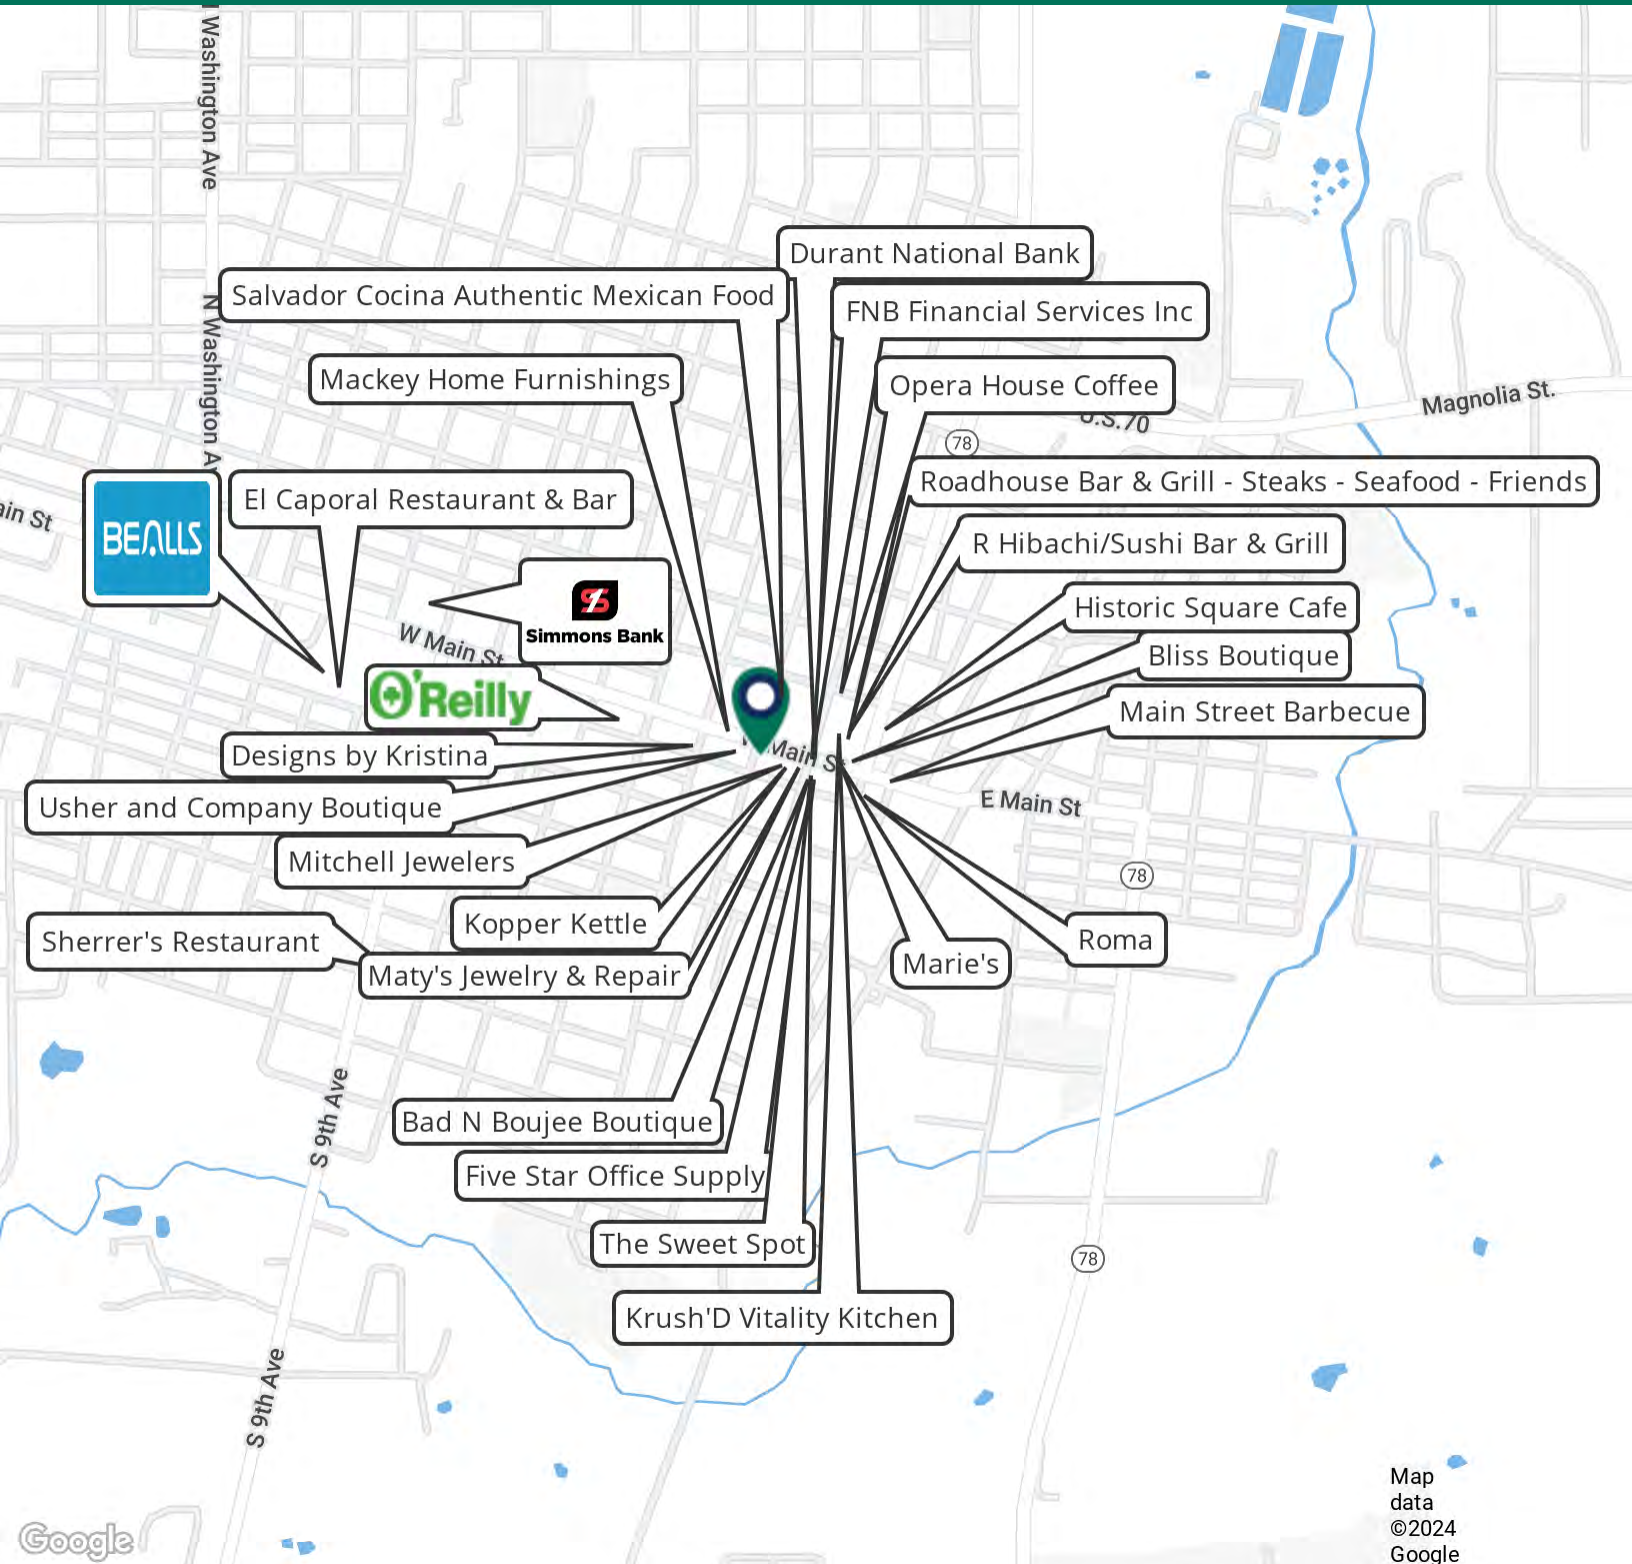 N Washington Ave
Durant National Bank
Salvador Cocina Authentic Mexican Food
FNB Financial Services Inc
Mackey Home Furnishings
Opera House Coffee
Magnolia St.
U.S.70
78
N Washington Av
Roadhouse Bar & Grill - Steaks - Seafood - Friends
El Caporal Restaurant & Bar
ain St
BEALLS
R Hibachi/Sushi Bar & Grill
Simmons Bank
Historic Square Cafe
W Main St
Bliss Boutique
O'Reilly
Main Street Barbecue
Designs by Kristina
Main St
E Main St
Usher and Company Boutique
Mitchell Jewelers
78
Kopper Kettle
Sherrer's Restaurant
Roma
Marie's
Maty's Jewelry & Repair
S 9th Ave
Bad N Boujee Boutique
Five Star Office Supply
The Sweet Spot
78
Krush'D Vitality Kitchen
S 9th Ave
Map
data
©2024
Google
Google